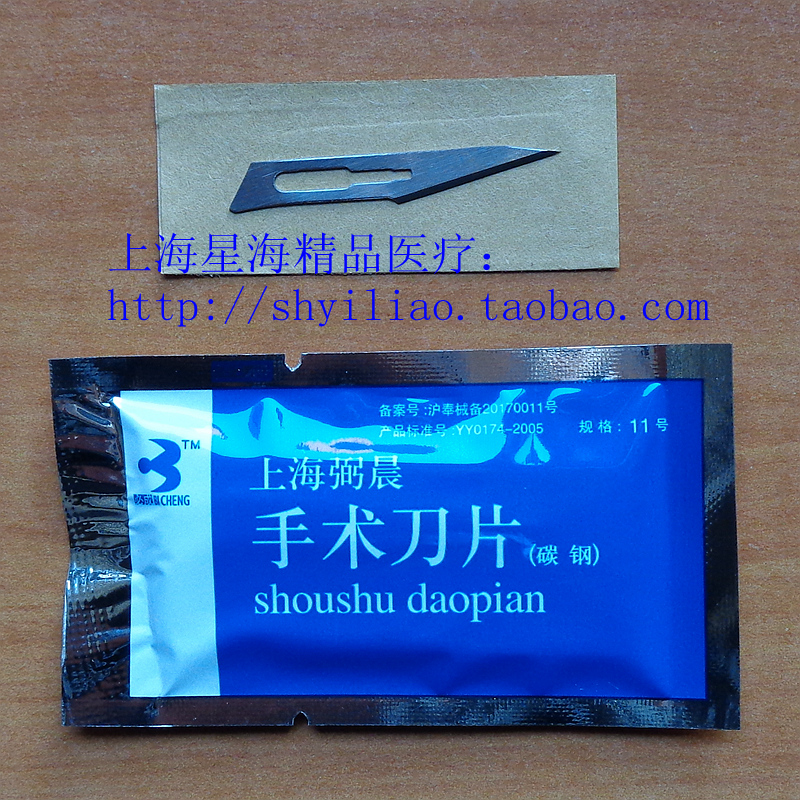 上海星海精品医疗：
http://shyiliao.taobao.com
备案号:沪奉械备20170011号
产品标准号:YY0174-2005
规格：11号
TM
CHENG
上海弼晨
手术刀片(碳 钢)
shoushu daopian